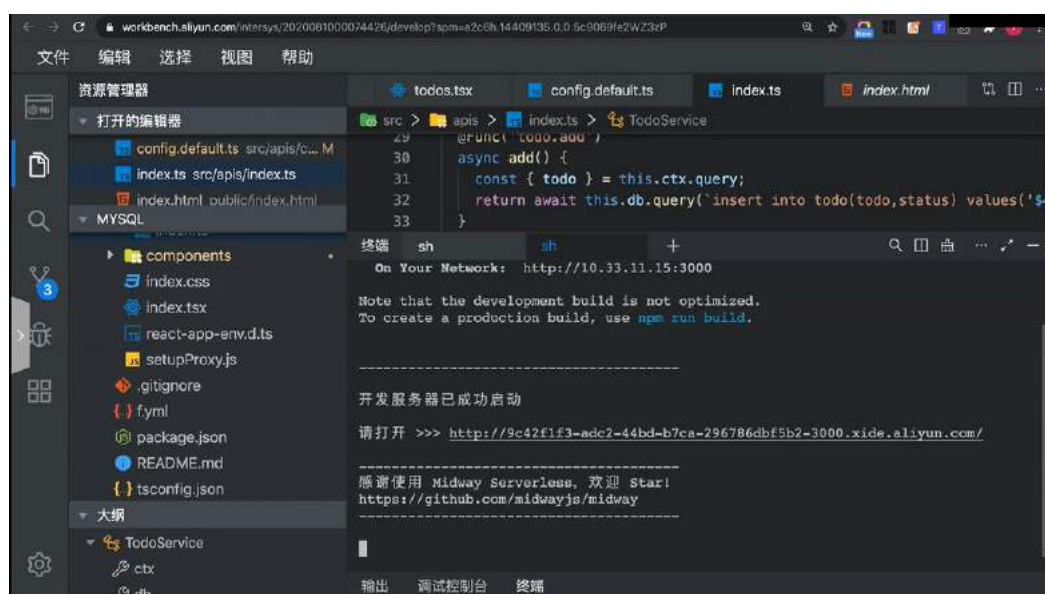 workbench.aliyun.com/intersys/2020081000074426/develop?spm=a2c6h.14409135.0.0.6c9069fe2WZ3zP
New
文件 编辑 选择 视图 帮助
资源管理器
todos.tsx config.default.ts index.ts index.html
打开的编辑器
src > apis > index.ts > TodoService
config.default.ts src/apis/c... M
index.ts src/apis/index.ts
index.html public/index.html
29 @Func('todo.add')
30 async add() {
31 const { todo } = this.ctx.query;
32 return await this.db.query(`insert into todo(todo,status) values('$
33 }
MYSQL
components
index.css
index.tsx
react-app-env.d.ts
setupProxy.js
.gitignore
f.yml
package.json
README.md
tsconfig.json
3
大纲
TodoService
ctx
db
终端 sh sh
On Your Network: http://10.33.11.15:3000
Note that the development build is not optimized.
To create a production build, use npm run build.
----------------------------------------
开发服务器已成功启动
请打开 >>> http://9c42f1f3-adc2-44bd-b7ca-296786dbf5b2-3000.xide.aliyun.com/
----------------------------------------
感谢使用 Midway Serverless, 欢迎 Star!
https://github.com/midwayjs/midway
----------------------------------------
输出 调试控制台 终端